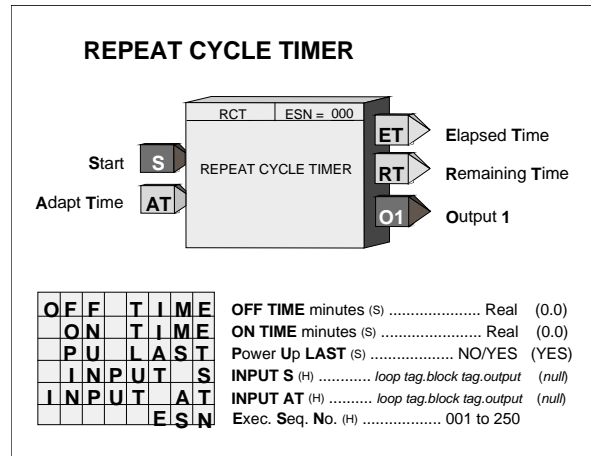 REPEAT CYCLE TIMER
RCT ESN = 000
ET Elapsed Time
Start S REPEAT CYCLE TIMER RT Remaining Time
Adapt Time AT O1 Output 1
OFF TIME OFF TIME minutes (S) ..................... Real (0.0)
ON TIME ON TIME minutes (S) ....................... Real (0.0)
PU LAST Power Up LAST (S) ................... NO/YES (YES)
INPUT S INPUT S (H) ............ loop tag.block tag.output (null)
INPUT AT INPUT AT (H) .......... loop tag.block tag.output (null)
ESN Exec. Seq. No. (H) .................. 001 to 250